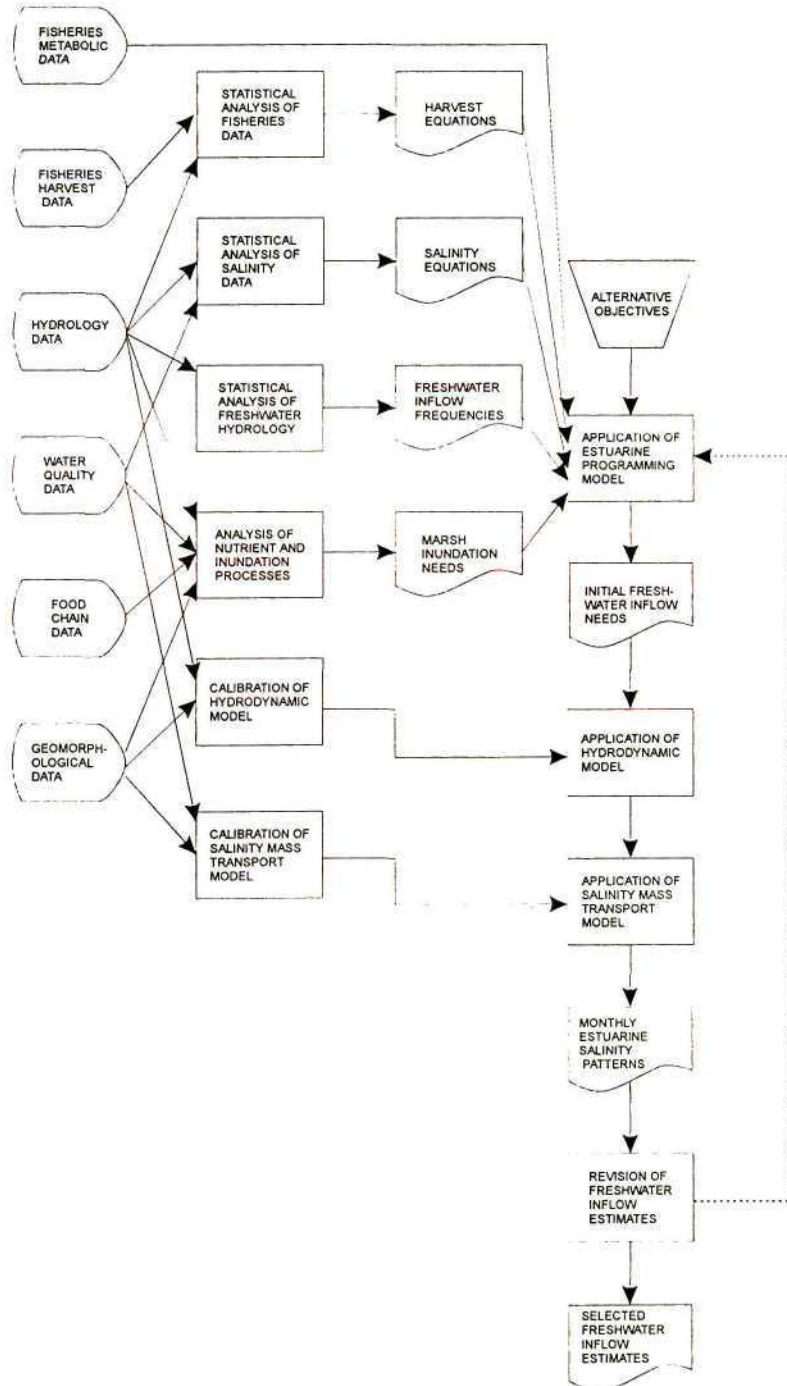 FISHERIES
METABOLIC
DATA
STATISTICAL
ANALYSIS OF
FISHERIES
DATA
HARVEST
EQUATIONS
FISHERIES
HARVEST
DATA
STATISTICAL
ANALYSIS OF
SALINITY
DATA
SALINITY
EQUATIONS
ALTERNATIVE
OBJECTIVES
HYDROLOGY
DATA
STATISTICAL
ANALYSIS OF
FRESHWATER
HYDROLOGY
FRESHWATER
INFLOW
FREQUENCIES
APPLICATION OF
ESTUARINE
PROGRAMMING
MODEL
WATER
QUALITY
DATA
ANALYSIS OF
NUTRIENT AND
INUNDATION
PROCESSES
MARSH
INUNDATION
NEEDS
INITIAL FRESH-
WATER INFLOW
NEEDS
FOOD
CHAIN
DATA
CALIBRATION OF
HYDRODYNAMIC
MODEL
APPLICATION OF
HYDRODYNAMIC
MODEL
GEOMORPH-
OLOGICAL
DATA
CALIBRATION OF
SALINITY MASS
TRANSPORT
MODEL
APPLICATION OF
SALINITY MASS
TRANSPORT
MODEL
MONTHLY
ESTUARINE
SALINITY
PATTERNS
REVISION OF
FRESHWATER
INFLOW
ESTIMATES
SELECTED
FRESHWATER
INFLOW
ESTIMATES